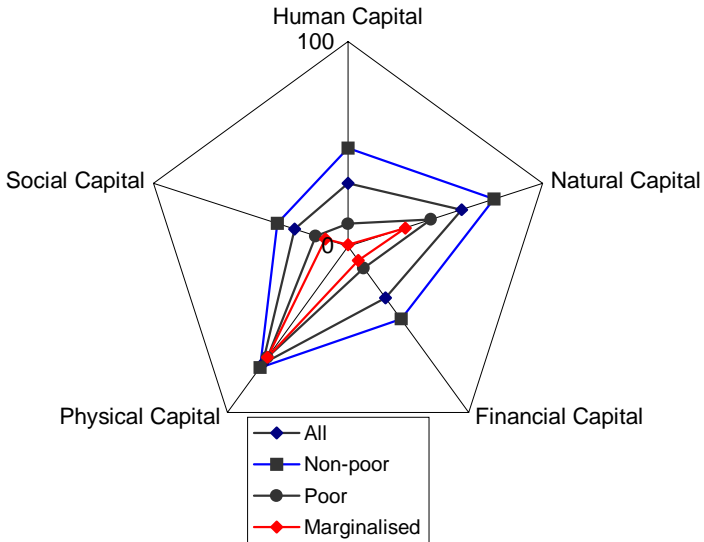 Human Capital
100
Social Capital
Natural Capital
0
Physical Capital
Financial Capital
All
Non-poor
Poor
Marginalised